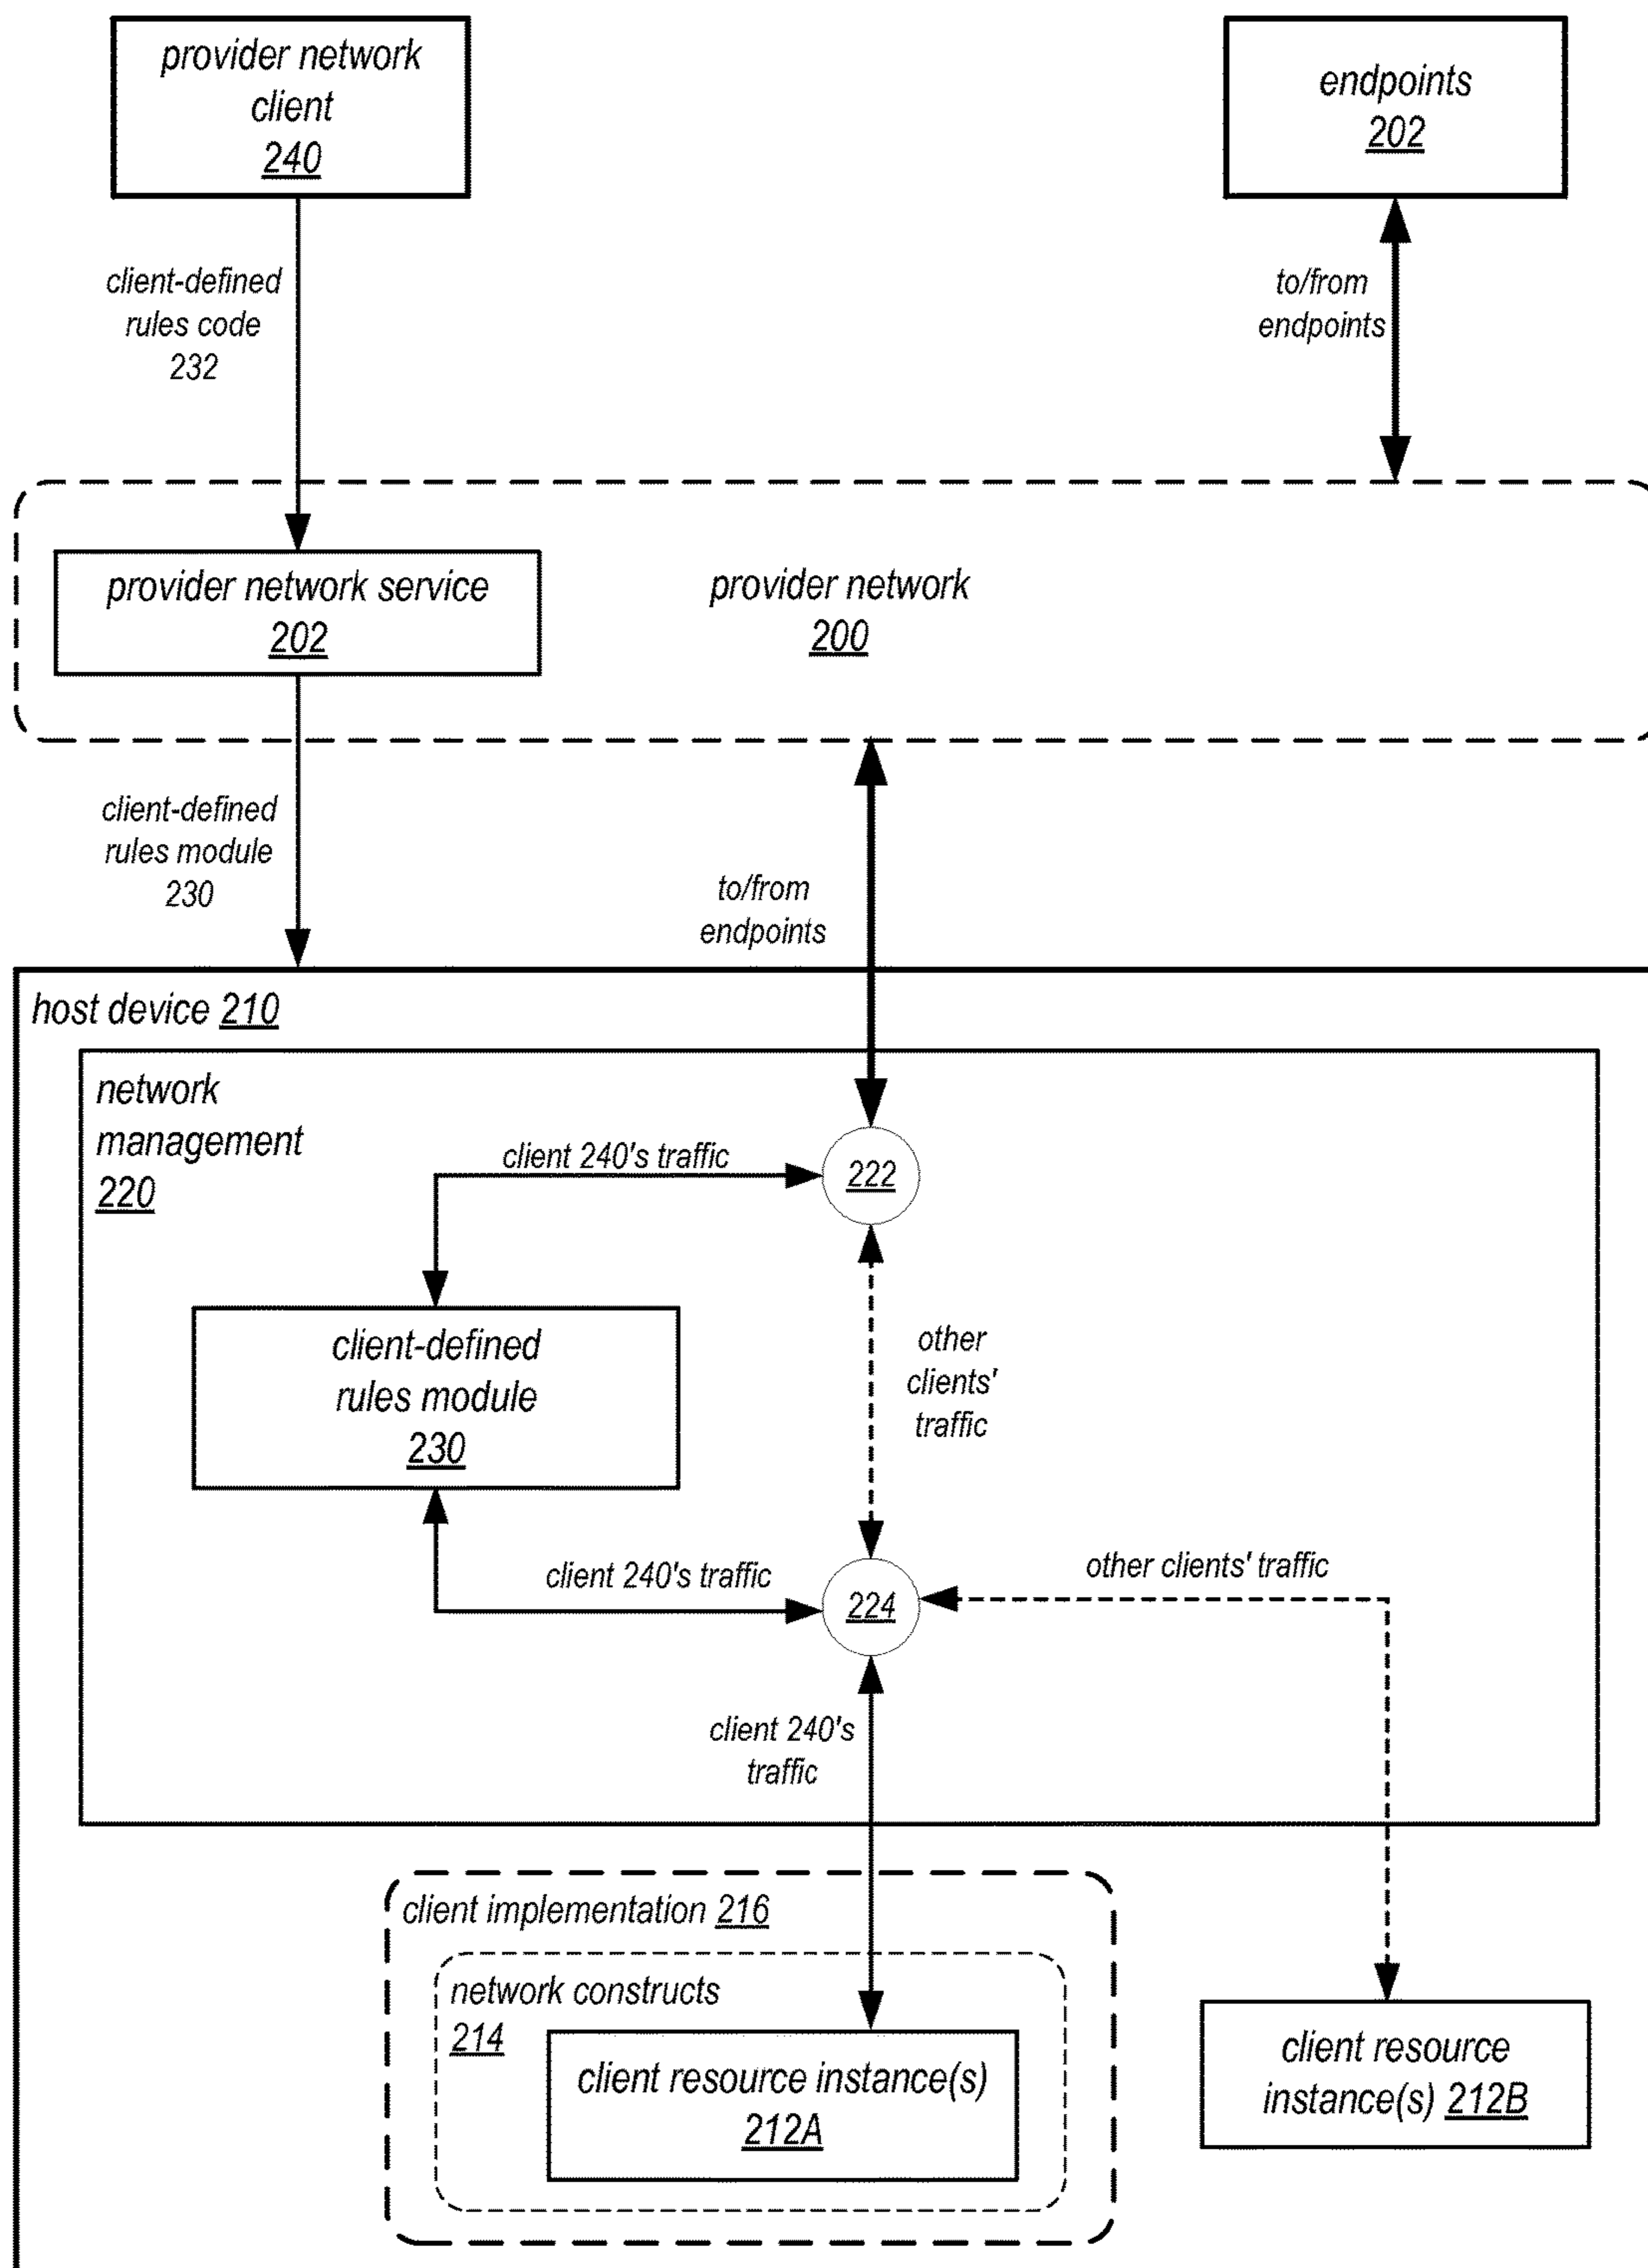 provider network
client
240
endpoints
202
client-defined
rules code
232
to/from
endpoints
provider network service
202
provider network
200
client-defined
rules module
230
to/from
endpoints
host device 210
network
management
220
client 240's traffic
222
client-defined
rules module
230
other
clients'
traffic
client 240's traffic
224
other clients' traffic
client 240's
traffic
client implementation 216
network constructs
214
client resource instance(s)
212A
client resource
instance(s) 212B